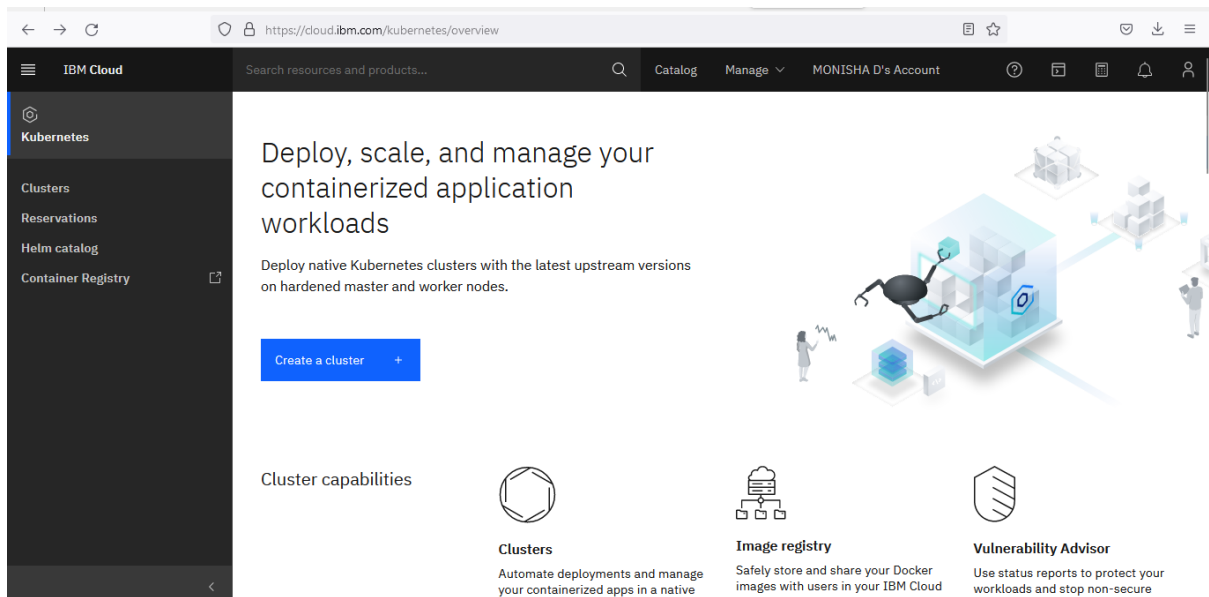 https://cloud.ibm.com/kubernetes/overview
IBM Cloud
Search resources and products...
Catalog
Manage
MONISHA D's Account
Kubernetes
Clusters
Reservations
Helm catalog
Container Registry
Deploy, scale, and manage your
containerized application
workloads
Deploy native Kubernetes clusters with the latest upstream versions
on hardened master and worker nodes.
Create a cluster +
Cluster capabilities
Clusters
Automate deployments and manage
your containerized apps in a native
Image registry
Safely store and share your Docker
images with users in your IBM Cloud
Vulnerability Advisor
Use status reports to protect your
workloads and stop non-secure